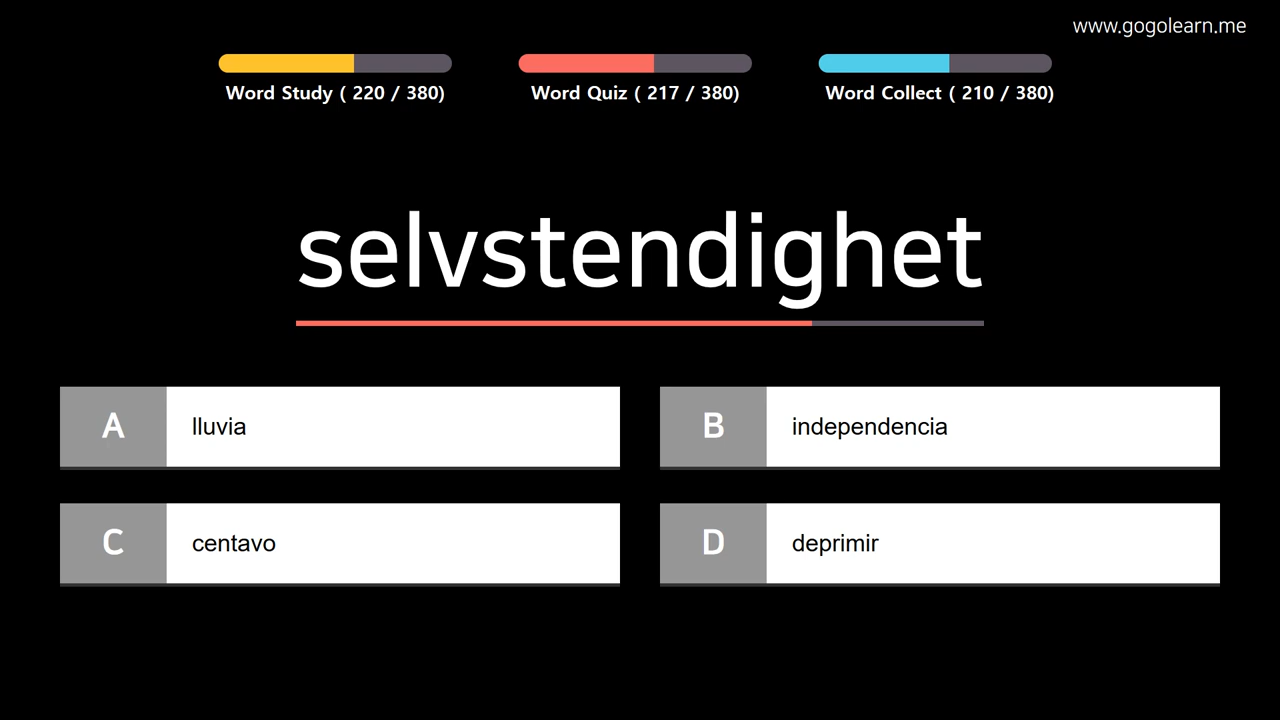 www.gogolearn.me
Word Study ( 220 / 380)
Word Quiz ( 217 / 380)
Word Collect ( 210 / 380)
selvstendighet
A lluvia
B independencia
C centavo
D deprimir